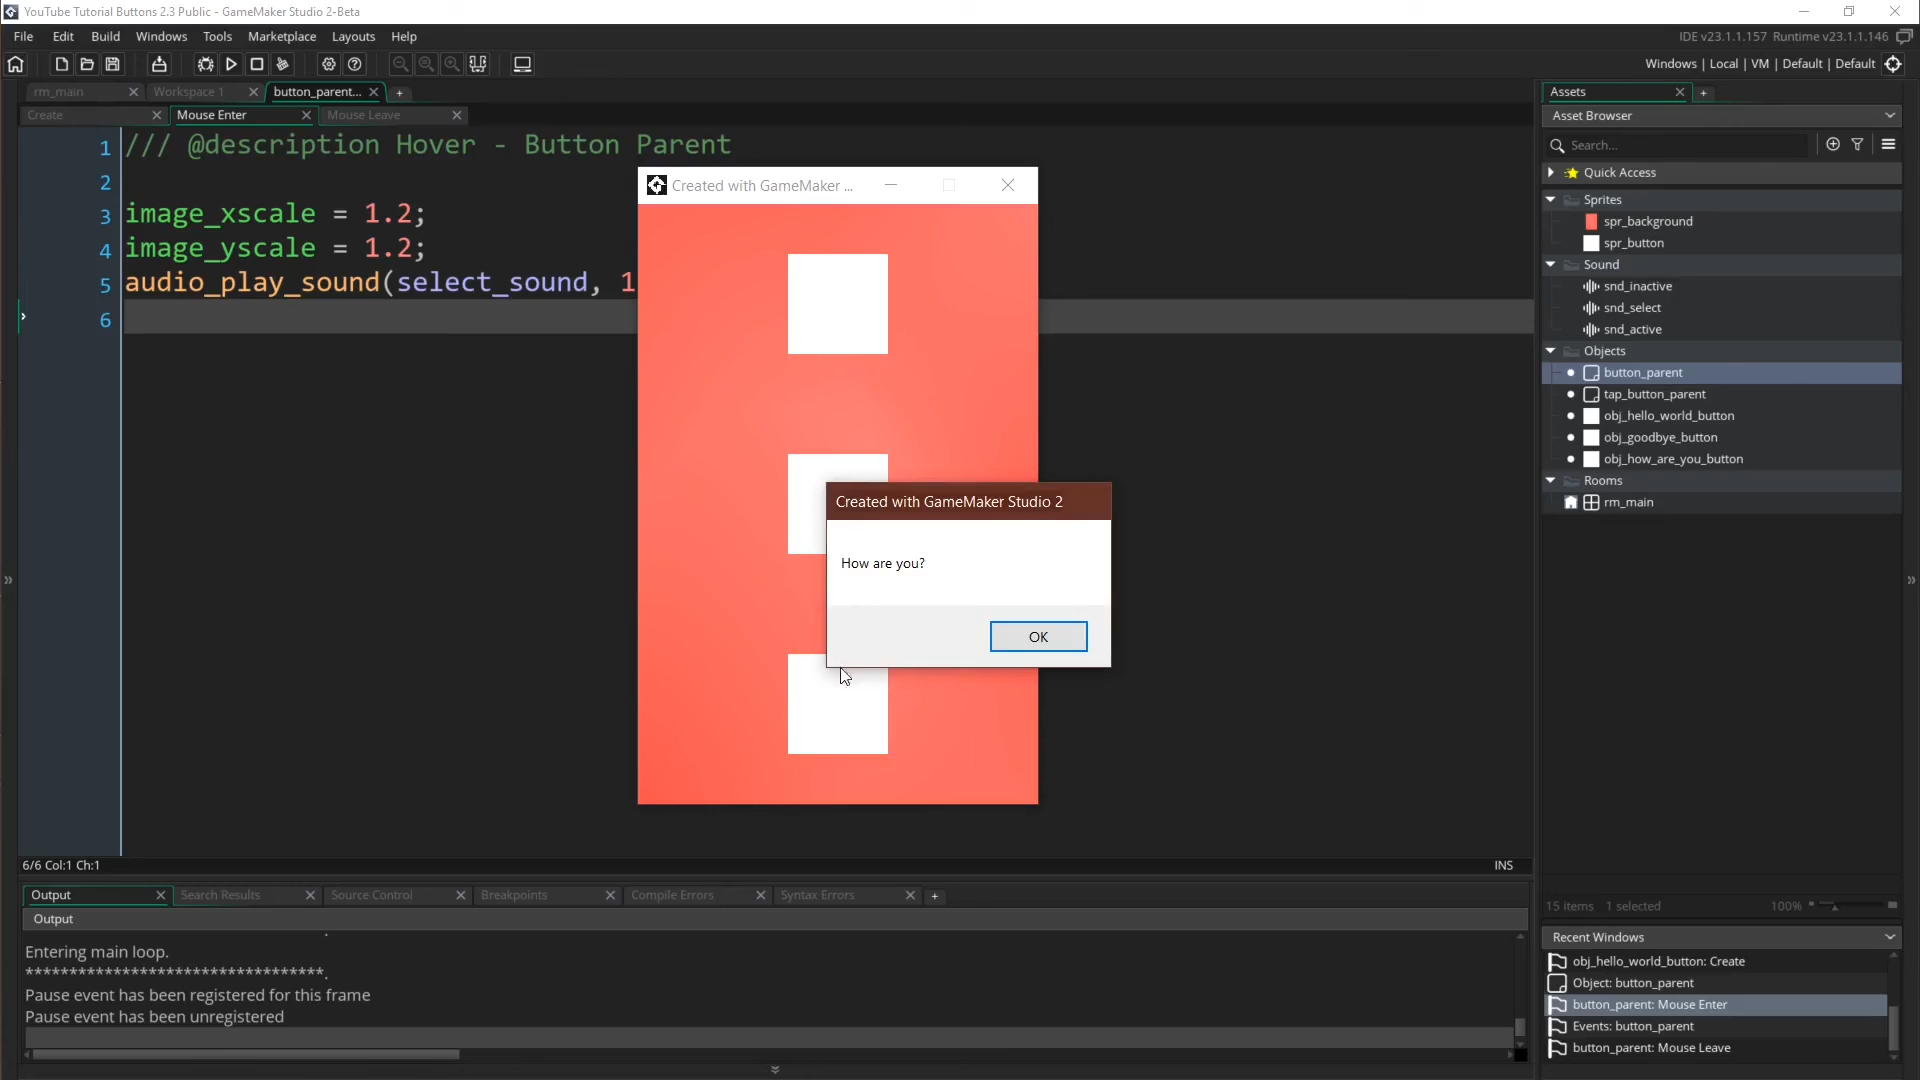 YouTube Tutorial Buttons 2.3 Public - GameMaker Studio 2-Beta
File Edit Build Windows Tools Marketplace Layouts Help
IDE v23.1.1.157 Runtime v23.1.1.146
Windows | Local | VM | Default | Default
rm_main Workspace 1 button_parent... +
Create Mouse Enter Mouse Leave
1 /// @description Hover - Button Parent
2
3 image_xscale = 1.2;
4 image_yscale = 1.2;
5 audio_play_sound(select_sound, 1
6
Created with GameMaker ...
Created with GameMaker Studio 2
How are you?
OK
6/6 Col:1 Ch:1
INS
Output Search Results Source Control Breakpoints Compile Errors Syntax Errors +
Output
Entering main loop.
**********************************.
Pause event has been registered for this frame
Pause event has been unregistered
Assets +
Asset Browser
Search...
Quick Access
Sprites
spr_background
spr_button
Sound
snd_inactive
snd_select
snd_active
Objects
button_parent
tap_button_parent
obj_hello_world_button
obj_goodbye_button
obj_how_are_you_button
Rooms
rm_main
15 items 1 selected 100%
Recent Windows
obj_hello_world_button: Create
Object: button_parent
button_parent: Mouse Enter
Events: button_parent
button_parent: Mouse Leave